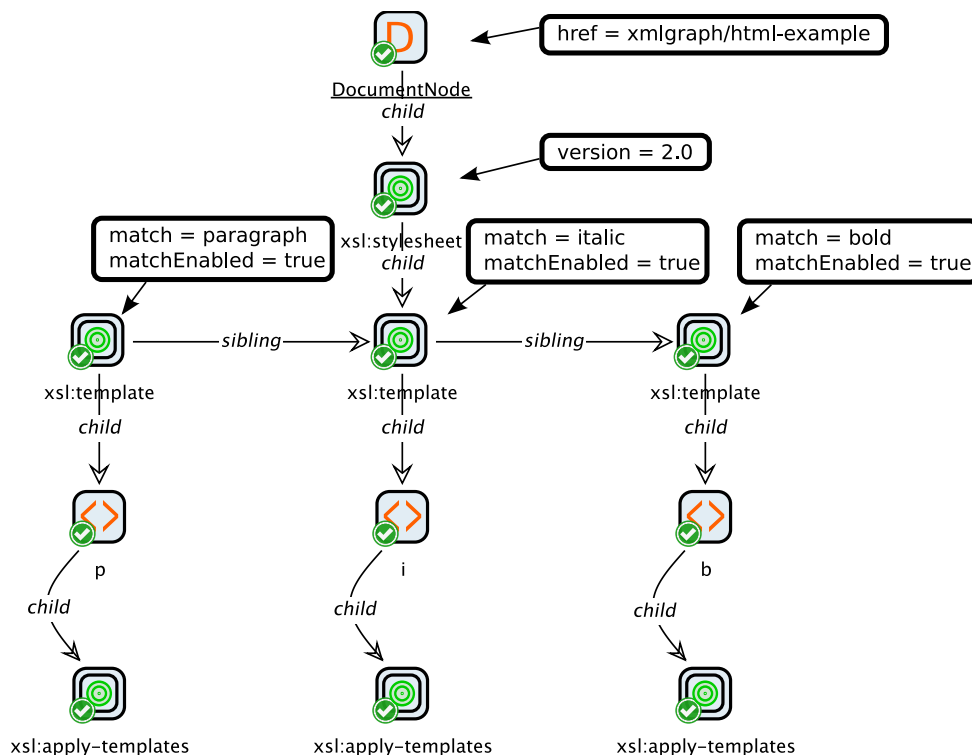 D
href = xmlgraph/html-example
DocumentNode
child
version = 2.0
xsl:stylesheet
child
match = paragraph
matchEnabled = true
match = italic
matchEnabled = true
match = bold
matchEnabled = true
sibling
sibling
xsl:template
xsl:template
xsl:template
child
child
child
<>
<>
<>
p
i
b
child
child
child
xsl:apply-templates
xsl:apply-templates
xsl:apply-templates